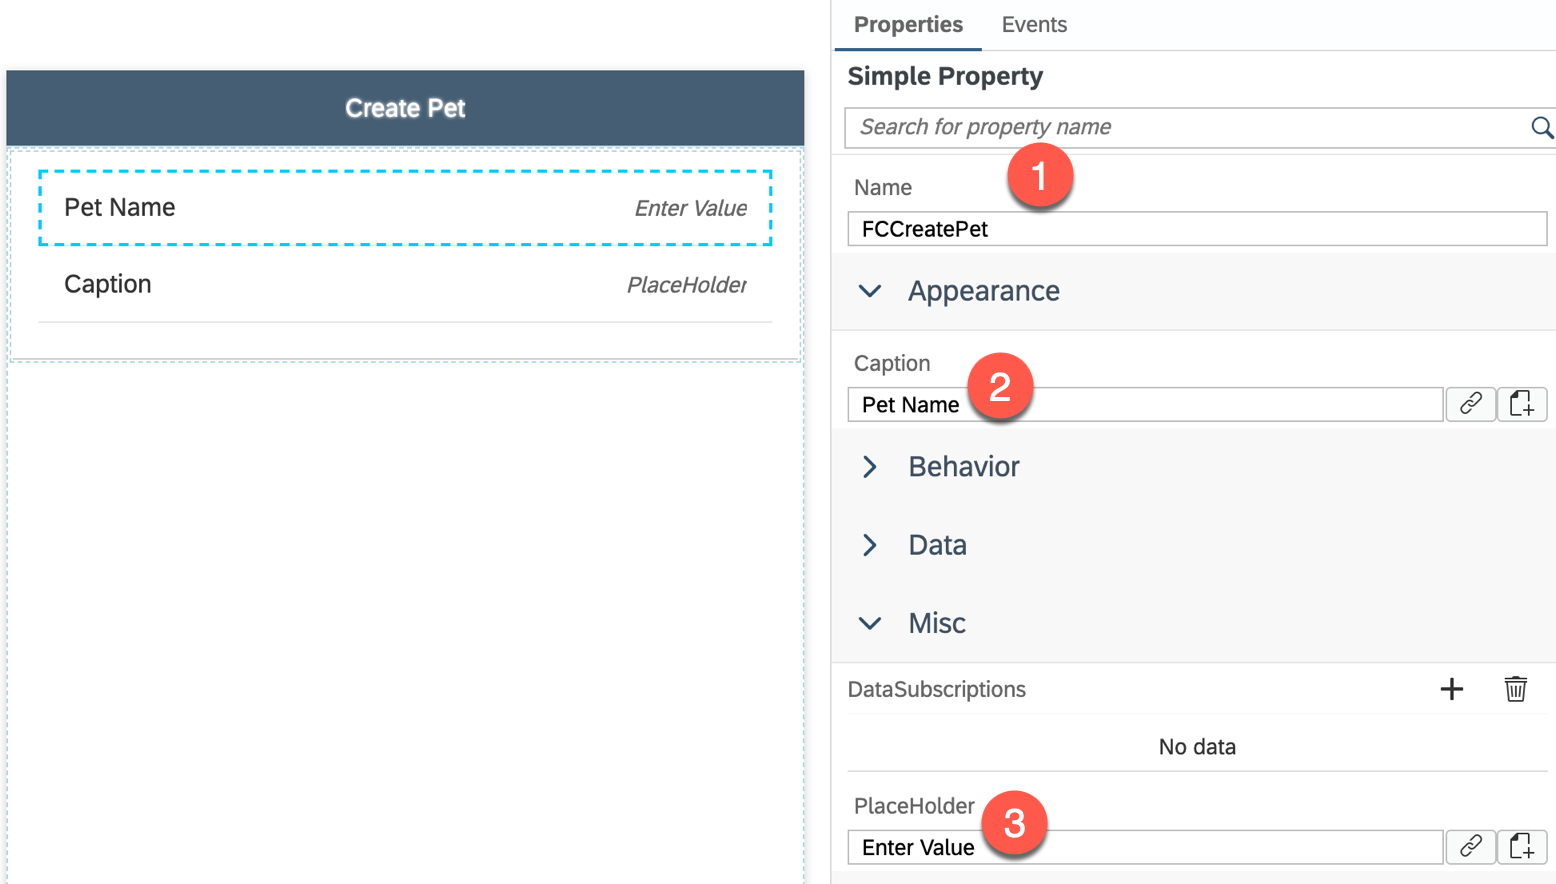 Create Pet
Pet Name Enter Value
Caption PlaceHolder
Properties Events
Simple Property
Search for property name
1
Name
FCCreatePet
Appearance
Caption
2
Pet Name
Behavior
Data
Misc
DataSubscriptions
No data
PlaceHolder
3
Enter Value